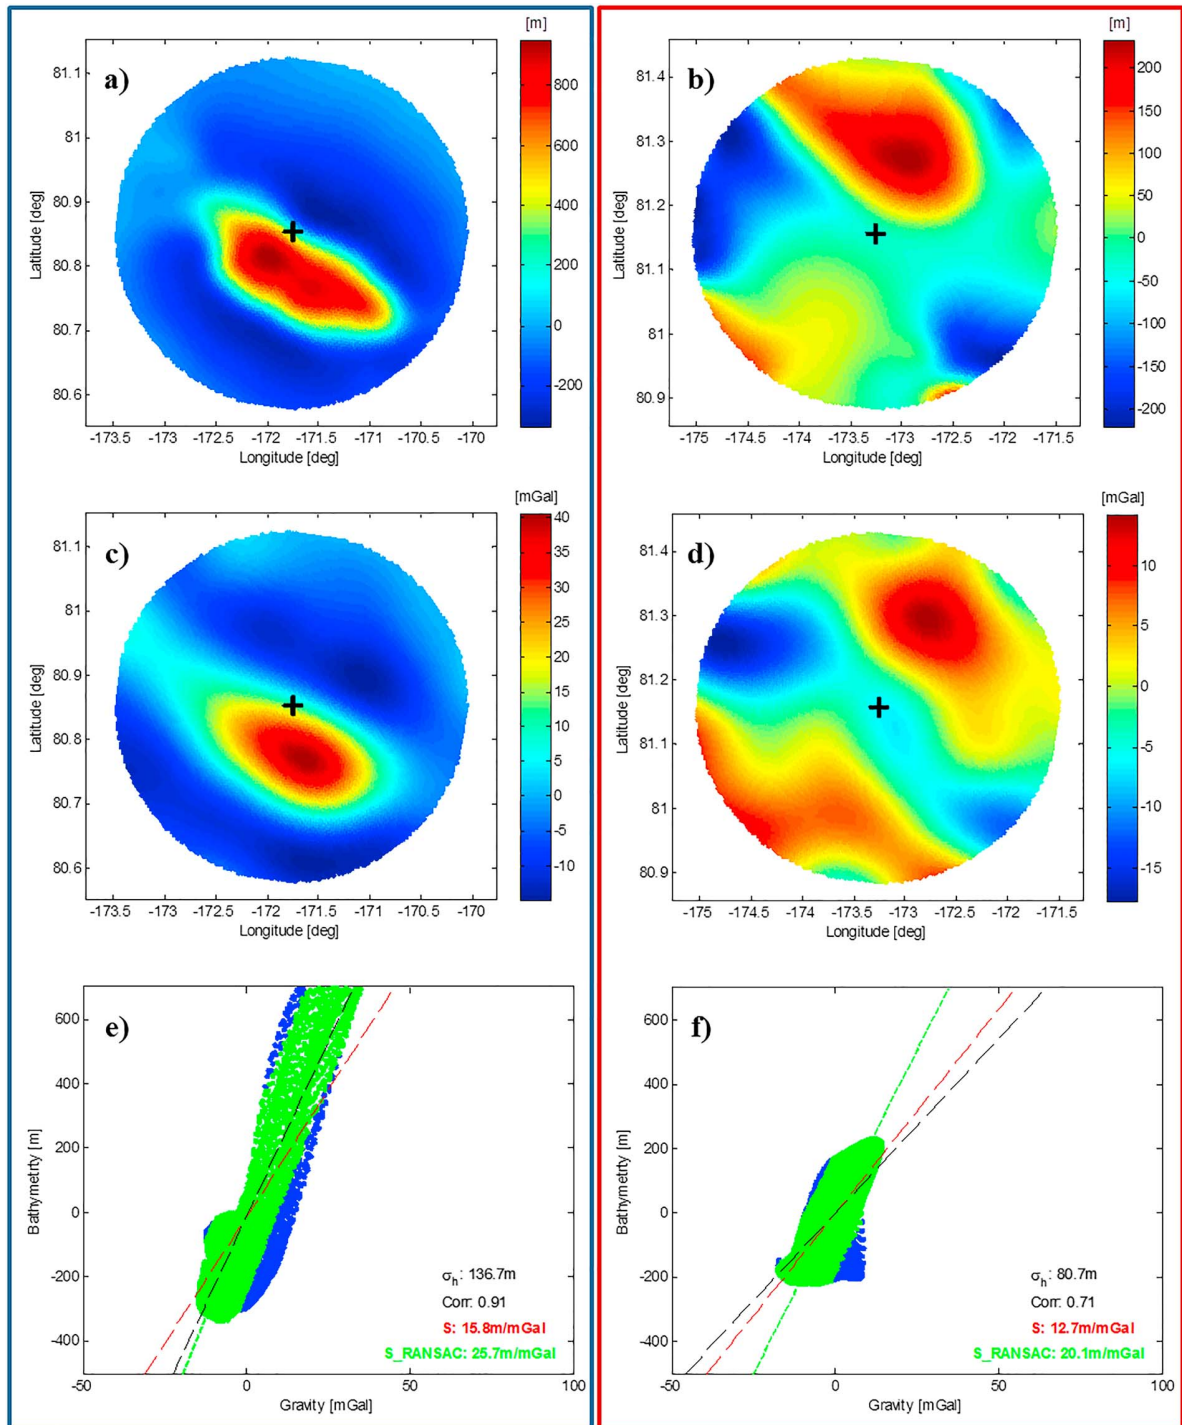 [m]
a)
81.1
81
80.9
80.8
80.7
80.6
Latitude [deg]
-173.5 -173 -172.5 -172 -171.5 -171 -170.5 -170
Longitude [deg]
800
600
400
200
0
-200
[m]
b)
81.4
81.3
81.2
81.1
81
80.9
Latitude [deg]
-175 -174.5 -174 -173.5 -173 -172.5 -172 -171.5
Longitude [deg]
200
150
100
50
0
-50
-100
-150
-200
[mGal]
c)
81.1
81
80.9
80.8
80.7
80.6
Latitude [deg]
-173.5 -173 -172.5 -172 -171.5 -171 -170.5 -170
Longitude [deg]
40
35
30
25
20
15
10
5
0
-5
-10
[mGal]
d)
81.4
81.3
81.2
81.1
81
80.9
Latitude [deg]
-175 -174.5 -174 -173.5 -173 -172.5 -172 -171.5
Longitude [deg]
10
5
0
-5
-10
-15
e)
600
400
200
0
-200
-400
Bathymetrty [m]
σh: 136.7m
Corr: 0.91
S: 15.8m/mGal
S_RANSAC: 25.7m/mGal
-50 0 50 100
Gravity [mGal]
f)
600
400
200
0
-200
-400
Bathymetrty [m]
σh: 80.7m
Corr: 0.71
S: 12.7m/mGal
S_RANSAC: 20.1m/mGal
-50 0 50 100
Gravity [mGal]